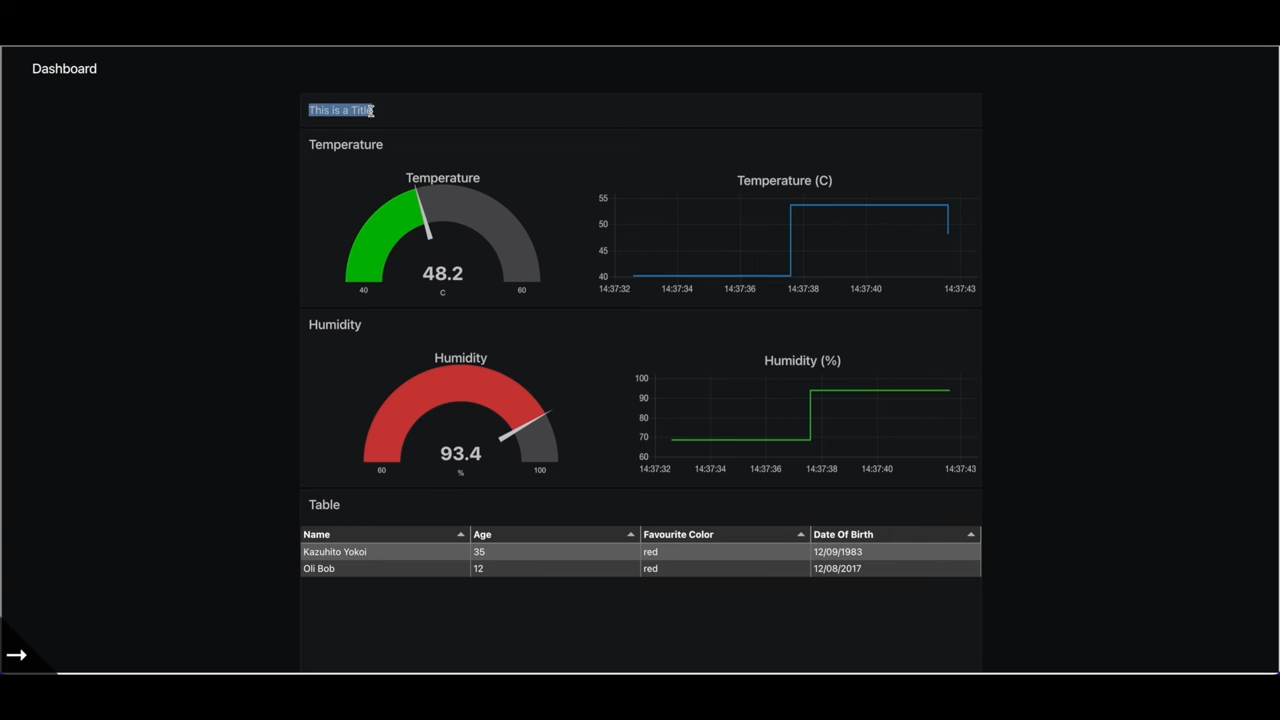 Dashboard
This is a Title
Temperature
Temperature
48.2
C
40
60
Temperature (C)
55
50
45
40
14:37:32 14:37:34 14:37:36 14:37:38 14:37:40 14:37:43
Humidity
Humidity
93.4
%
60
100
Humidity (%)
100
90
80
70
60
14:37:32 14:37:34 14:37:36 14:37:38 14:37:40 14:37:43
Table
Name Age Favourite Color Date Of Birth
Kazuhito Yokoi 35 red 12/09/1983
Oli Bob 12 red 12/08/2017